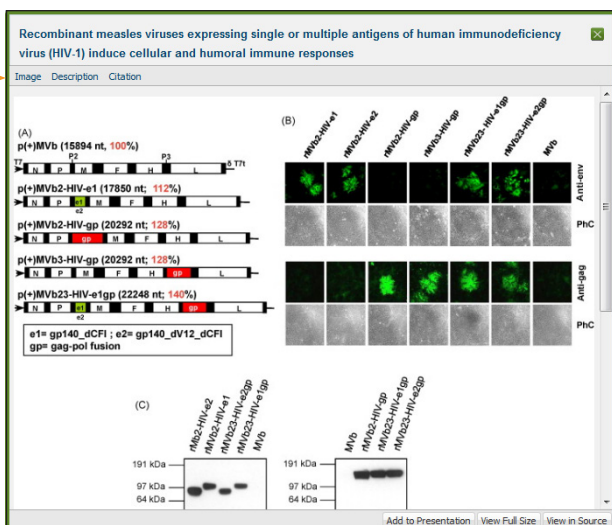 Recombinant measles viruses expressing single or multiple antigens of human immunodeficiency
virus (HIV-1) induce cellular and humoral immune responses
Image Description Citation
(A)
p(+)MVb (15894 nt, 100%)
T7 P2 P3 δ T7t
N P M F H L
p(+)MVb2-HIV-e1 (17850 nt; 112%)
N P e1 M F H L
e2
p(+)MVb2-HIV-gp (20292 nt; 128%)
N P gp M F H L
p(+)MVb3-HIV-gp (20292 nt; 128%)
N P M F H gp L
p(+)MVb23-HIV-e1gp (22248 nt; 140%)
N P e1 M F H gp L
e2
e1= gp140_dCFI ; e2= gp140_dV12_dCFI
gp= gag-pol fusion
(B)
rMVb2-HIV-e1
rMVb2-HIV-e2
rMVb2-HIV-gp
rMVb3-HIV-gp
rMVb23- HIV-e1gp
rMVb23-HIV-e2gp
MVb
Anti-env
PhC
Anti-gag
PhC
(C)
rMb2-HIV-e2
rMVb2-HIV-e1
rMVb23-HIV-e2gp
rMVb23-HIV-e1gp
MVb
191 kDa
97 kDa
64 kDa
MVb
rMVb2-HIV-gp
rMVb23-HIV-e1gp
rMVb23-HIV-e2gp
191 kDa
97 kDa
64 kDa
Add to Presentation View Full Size View in Source